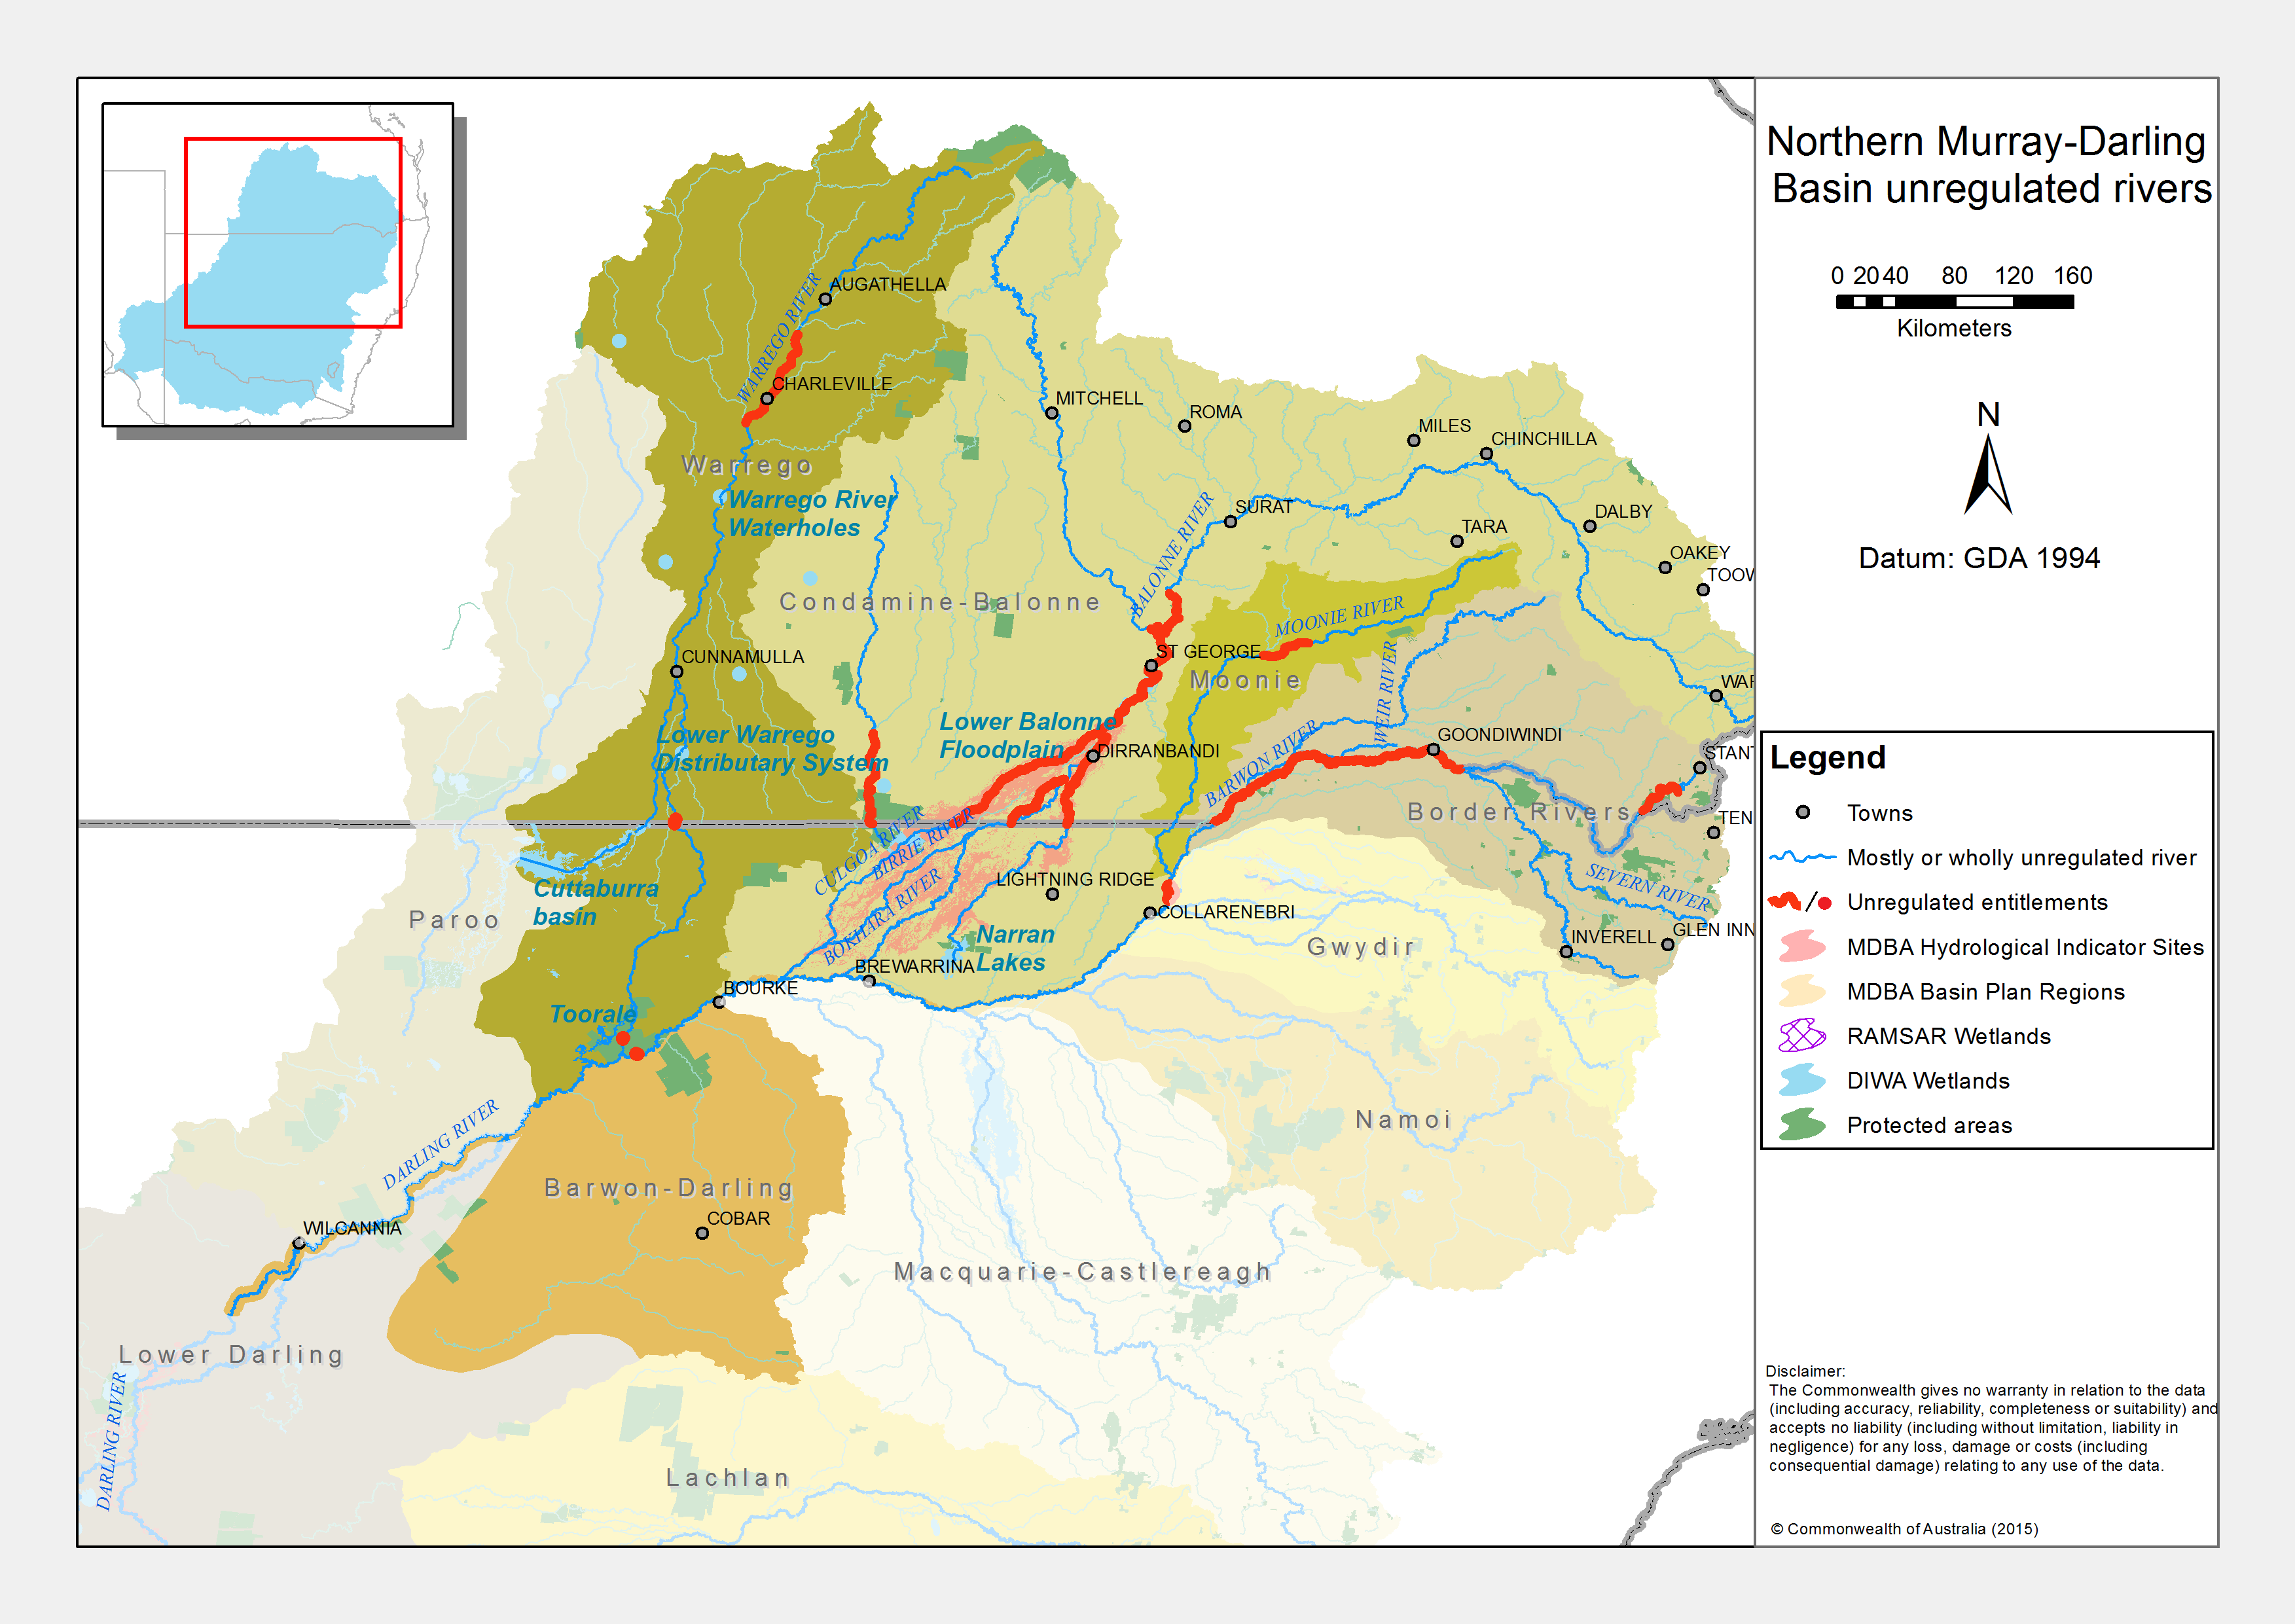 Northern Murray-Darling
Basin unregulated rivers
0 20 40 80 120 160
Kilometers
N
Datum: GDA 1994
Legend
Towns
Mostly or wholly unregulated river
Unregulated entitlements
MDBA Hydrological Indicator Sites
MDBA Basin Plan Regions
RAMSAR Wetlands
DIWA Wetlands
Protected areas
Disclaimer:
The Commonwealth gives no warranty in relation to the data
(including accuracy, reliability, completeness or suitability) and
accepts no liability (including without limitation, liability in
negligence) for any loss, damage or costs (including
consequential damage) relating to any use of the data.
© Commonwealth of Australia (2015)
AUGATHELLA
WARREGO RIVER
CHARLEVILLE
MITCHELL
ROMA
MILES
CHINCHILLA
Warrego
Warrego River
Waterholes
SURAT
DALBY
TARA
BALONNE RIVER
OAKEY
TOOW
Condamine-Balonne
MOONIE RIVER
CUNNAMULLA
ST GEORGE
Moonie
WEIR RIVER
WAR
Lower Warrego
Distributary System
Lower Balonne
Floodplain
DIRRANBANDI
BARWON RIVER
GOONDIWINDI
STANT
Border Rivers
TEN
CULGOA RIVER
BIRRIE RIVER
BOKHARA RIVER
LIGHTNING RIDGE
SEVERN RIVER
Cuttaburra
basin
Paroo
COLLARENEBRI
Narran
Lakes
Gwydir
INVERELL
GLEN INN
BREWARRINA
BOURKE
Toorale
DARLING RIVER
Namoi
Barwon-Darling
COBAR
WILCANNIA
Macquarie-Castlereagh
Lower Darling
DARLING RIVER
Lachlan